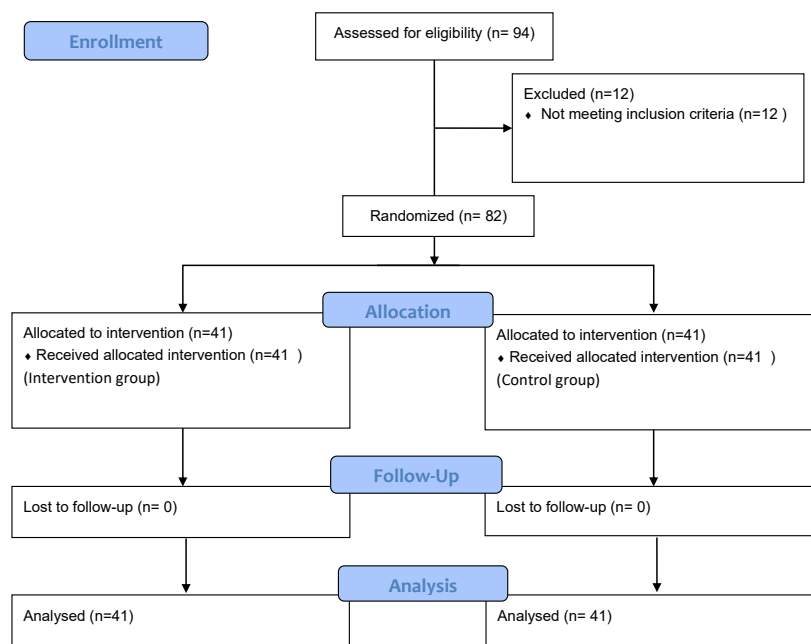 Enrollment
Assessed for eligibility (n= 94)
Excluded (n=12)
♦ Not meeting inclusion criteria (n=12 )
Randomized (n= 82)
Allocation
Allocated to intervention (n=41)
♦ Received allocated intervention (n=41 )
(Intervention group)
Allocated to intervention (n=41)
♦ Received allocated intervention (n=41 )
(Control group)
Follow-Up
Lost to follow-up (n= 0)
Lost to follow-up (n= 0)
Analysis
Analysed (n=41)
Analysed (n= 41)